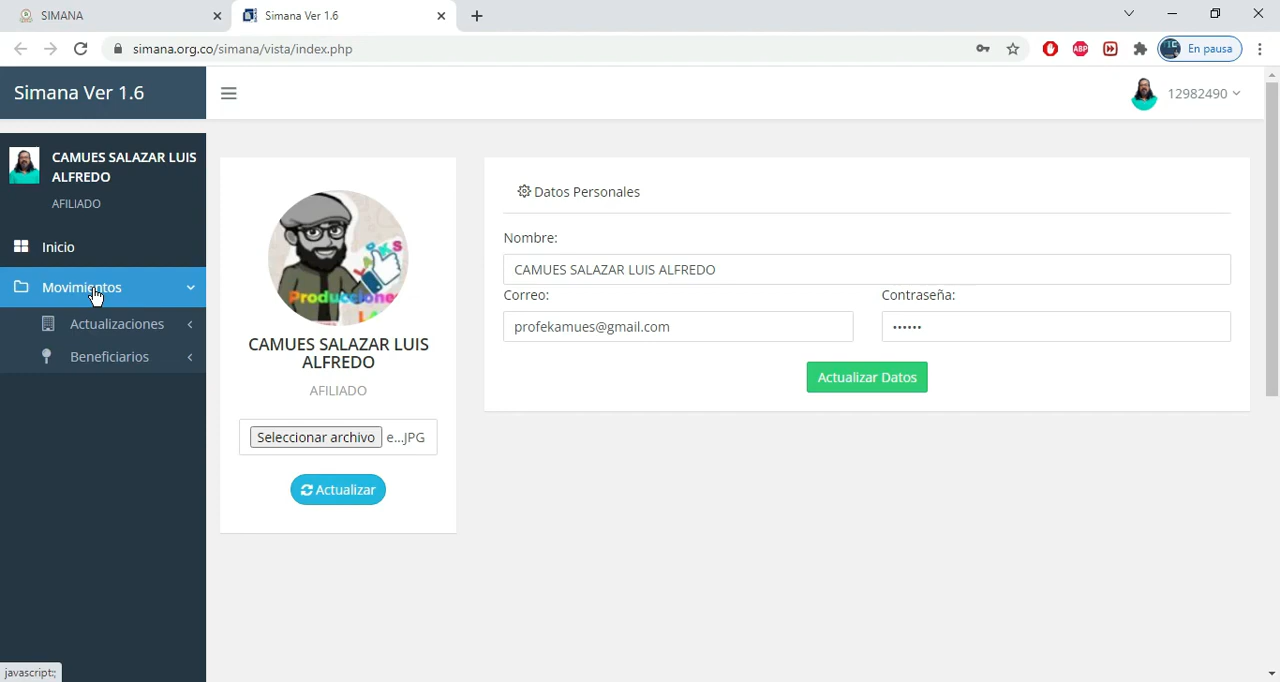 SIMANA
Simana Ver 1.6
simana.org.co/simana/vista/index.php
ABP
En pausa
Simana Ver 1.6
12982490
CAMUES SALAZAR LUIS
ALFREDO
AFILIADO
Inicio
Movimientos
Actualizaciones
Beneficiarios
CAMUES SALAZAR LUIS
ALFREDO
AFILIADO
Seleccionar archivo e...JPG
Actualizar
Datos Personales
Nombre:
CAMUES SALAZAR LUIS ALFREDO
Correo: Contraseña:
profekamues@gmail.com ••••••
Actualizar Datos
javascript:;